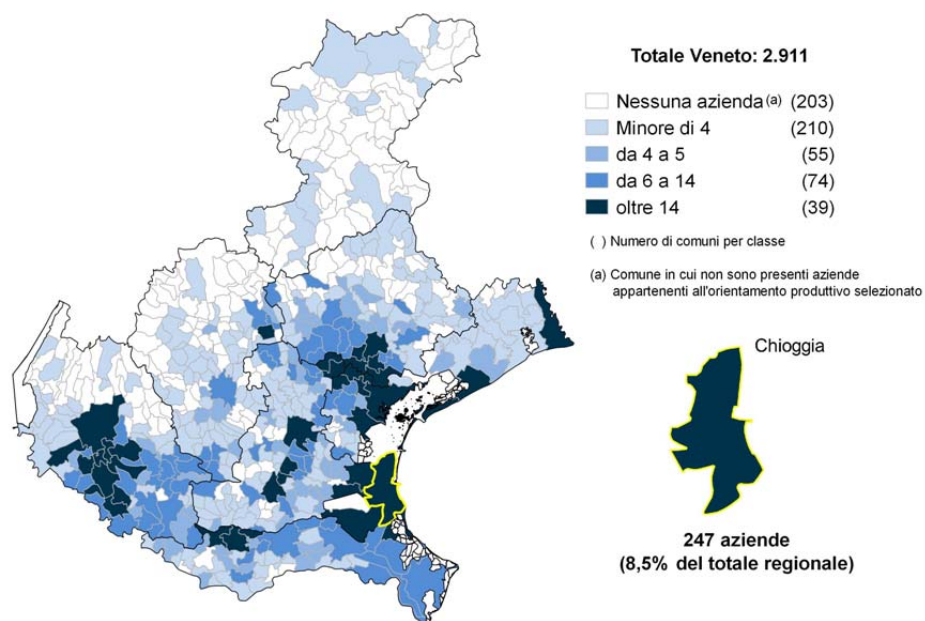 Totale Veneto: 2.911
Nessuna azienda (a) (203)
Minore di 4 (210)
da 4 a 5 (55)
da 6 a 14 (74)
oltre 14 (39)
( ) Numero di comuni per classe
(a) Comune in cui non sono presenti aziende
appartenenti all'orientamento produttivo selezionato
Chioggia
247 aziende
(8,5% del totale regionale)